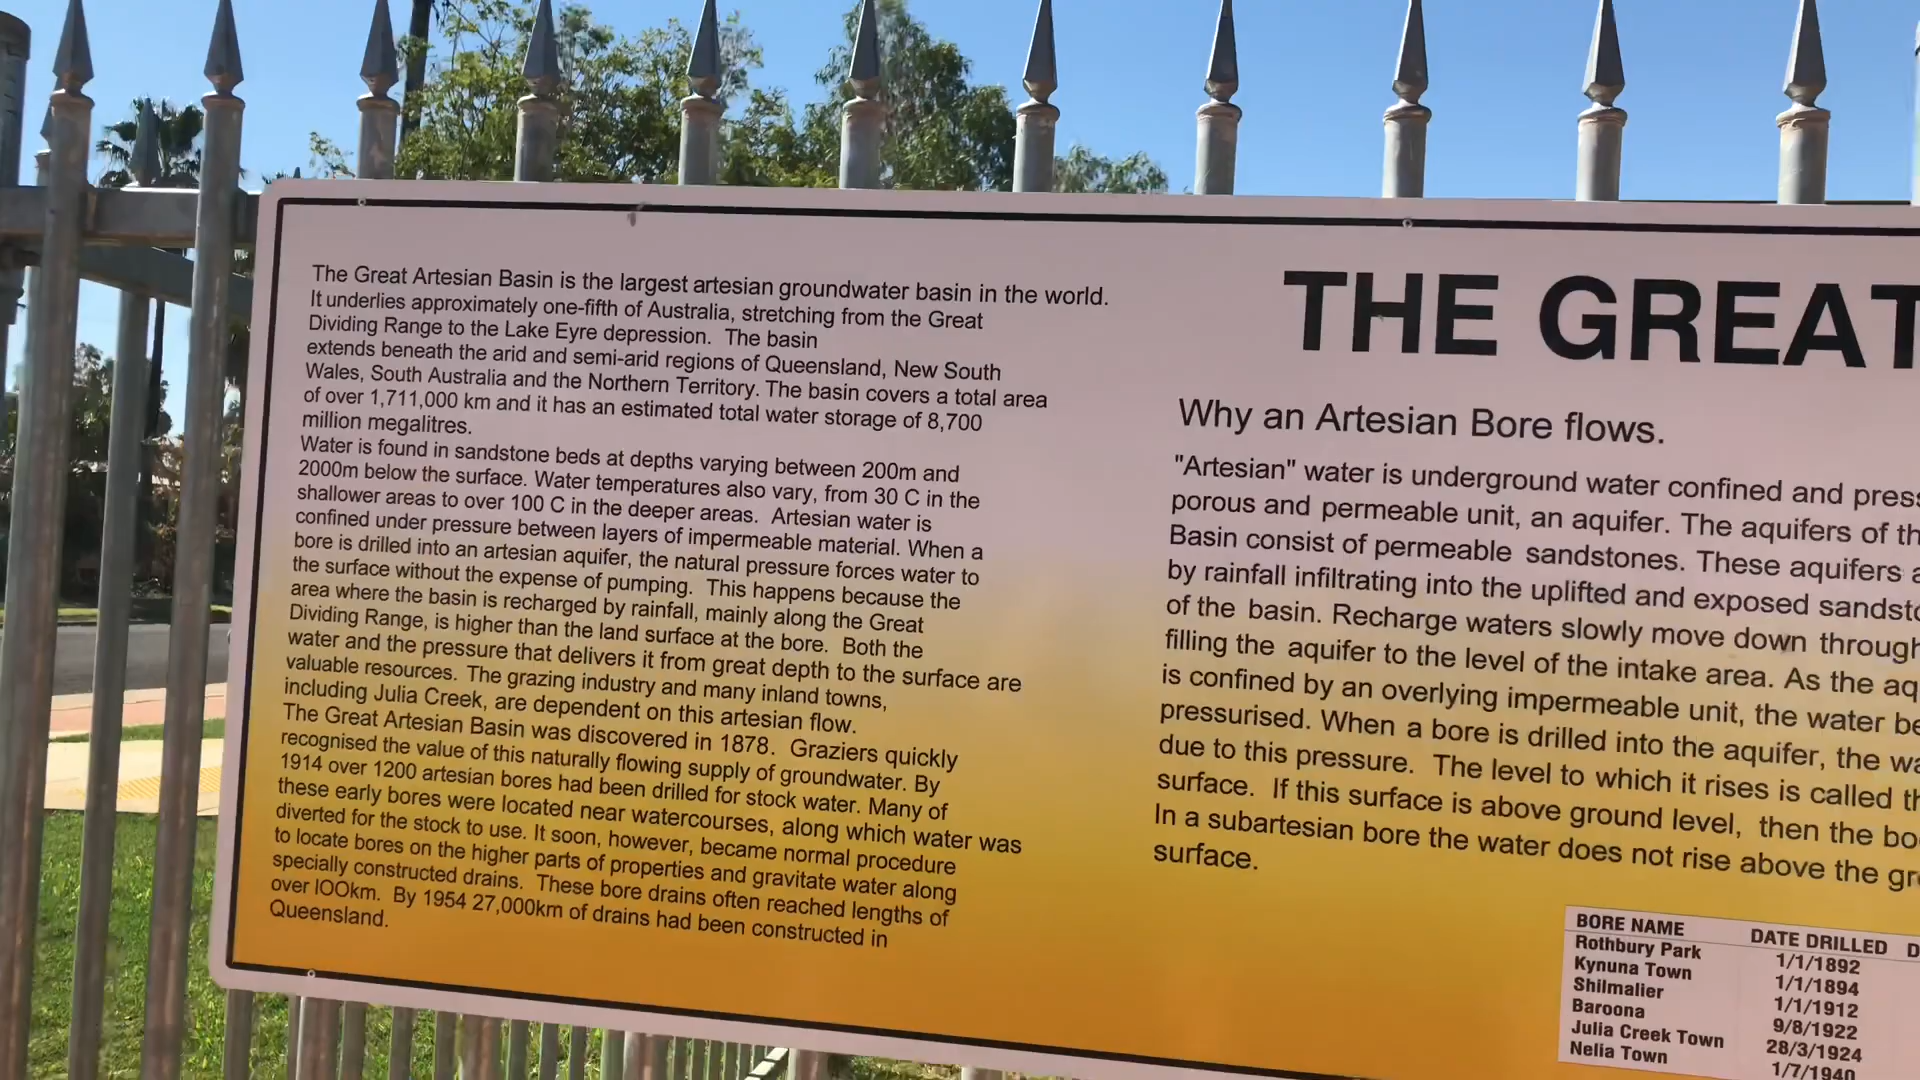 The Great Artesian Basin is the largest artesian groundwater basin in the world.
It underlies approximately one-fifth of Australia, stretching from the Great
Dividing Range to the Lake Eyre depression. The basin
extends beneath the arid and semi-arid regions of Queensland, New South
Wales, South Australia and the Northern Territory. The basin covers a total area
of over 1,711,000 km and it has an estimated total water storage of 8,700
million megalitres.
Water is found in sandstone beds at depths varying between 200m and
2000m below the surface. Water temperatures also vary, from 30 C in the
shallower areas to over 100 C in the deeper areas. Artesian water is
confined under pressure between layers of impermeable material. When a
bore is drilled into an artesian aquifer, the natural pressure forces water to
the surface without the expense of pumping. This happens because the
area where the basin is recharged by rainfall, mainly along the Great
Dividing Range, is higher than the land surface at the bore. Both the
water and the pressure that delivers it from great depth to the surface are
valuable resources. The grazing industry and many inland towns,
including Julia Creek, are dependent on this artesian flow.
The Great Artesian Basin was discovered in 1878. Graziers quickly
recognised the value of this naturally flowing supply of groundwater. By
1914 over 1200 artesian bores had been drilled for stock water. Many of
these early bores were located near watercourses, along which water was
diverted for the stock to use. It soon, however, became normal procedure
to locate bores on the higher parts of properties and gravitate water along
specially constructed drains. These bore drains often reached lengths of
over lOOkm. By 1954 27,000km of drains had been constructed in
Queensland.
THE GREAT
Why an Artesian Bore flows.
"Artesian" water is underground water confined and press
porous and permeable unit, an aquifer. The aquifers of th
Basin consist of permeable sandstones. These aquifers a
by rainfall infiltrating into the uplifted and exposed sandsto
of the basin. Recharge waters slowly move down through
filling the aquifer to the level of the intake area. As the aq
is confined by an overlying impermeable unit, the water be
pressurised. When a bore is drilled into the aquifer, the wa
due to this pressure. The level to which it rises is called th
surface. If this surface is above ground level, then the bo
In a subartesian bore the water does not rise above the gr
surface.
BORE NAME DATE DRILLED D
Rothbury Park 1/1/1892
Kynuna Town 1/1/1894
Shilmalier 1/1/1912
Baroona 9/8/1922
Julia Creek Town 28/3/1924
Nelia Town 1/7/1940